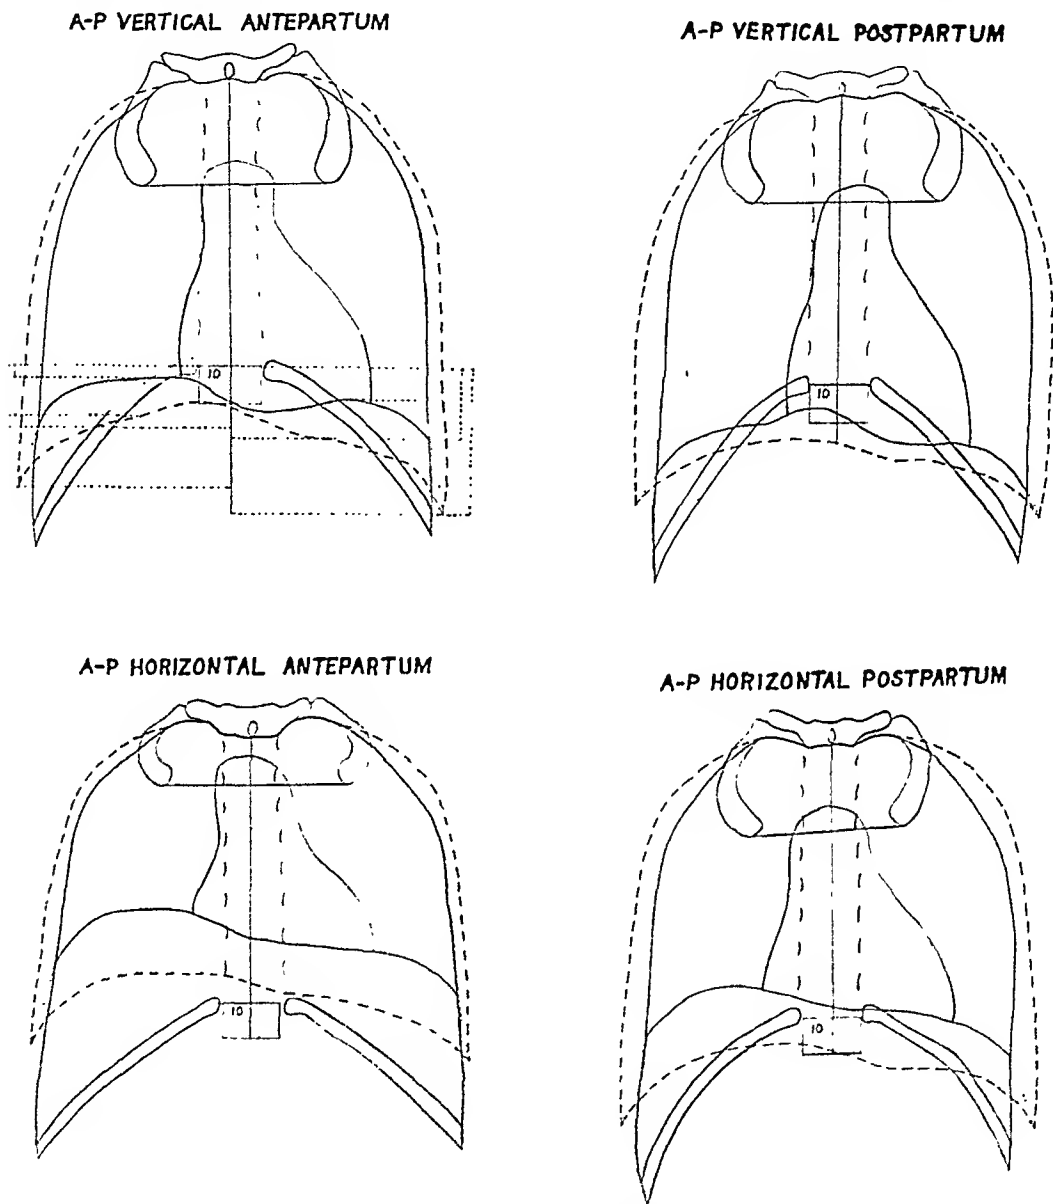 A-P VERTICAL ANTEPARTUM
A-P VERTICAL POSTPARTUM
10
10
A-P HORIZONTAL ANTEPARTUM
A-P HORIZONTAL POSTPARTUM
10
10